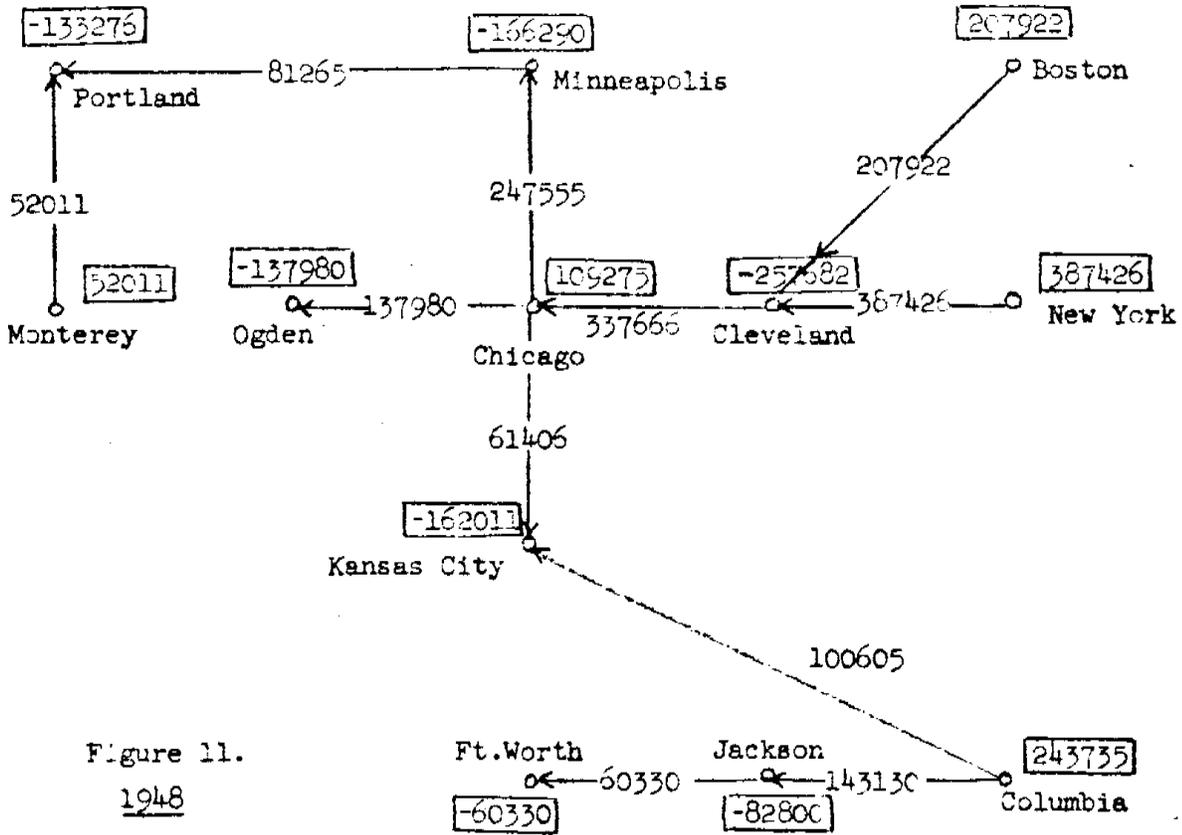 -133276
-166290
207922
81265
Portland
Minneapolis
Boston
207922
52011
247555
52011
-137980
109275
-257682
387426
137980
337666
387426
Monterey
Ogden
Chicago
Cleveland
New York
61406
-162011
Kansas City
100605
Figure 11.
1948
Ft.Worth
Jackson
243735
60330
143130
Columbia
-60330
-82800